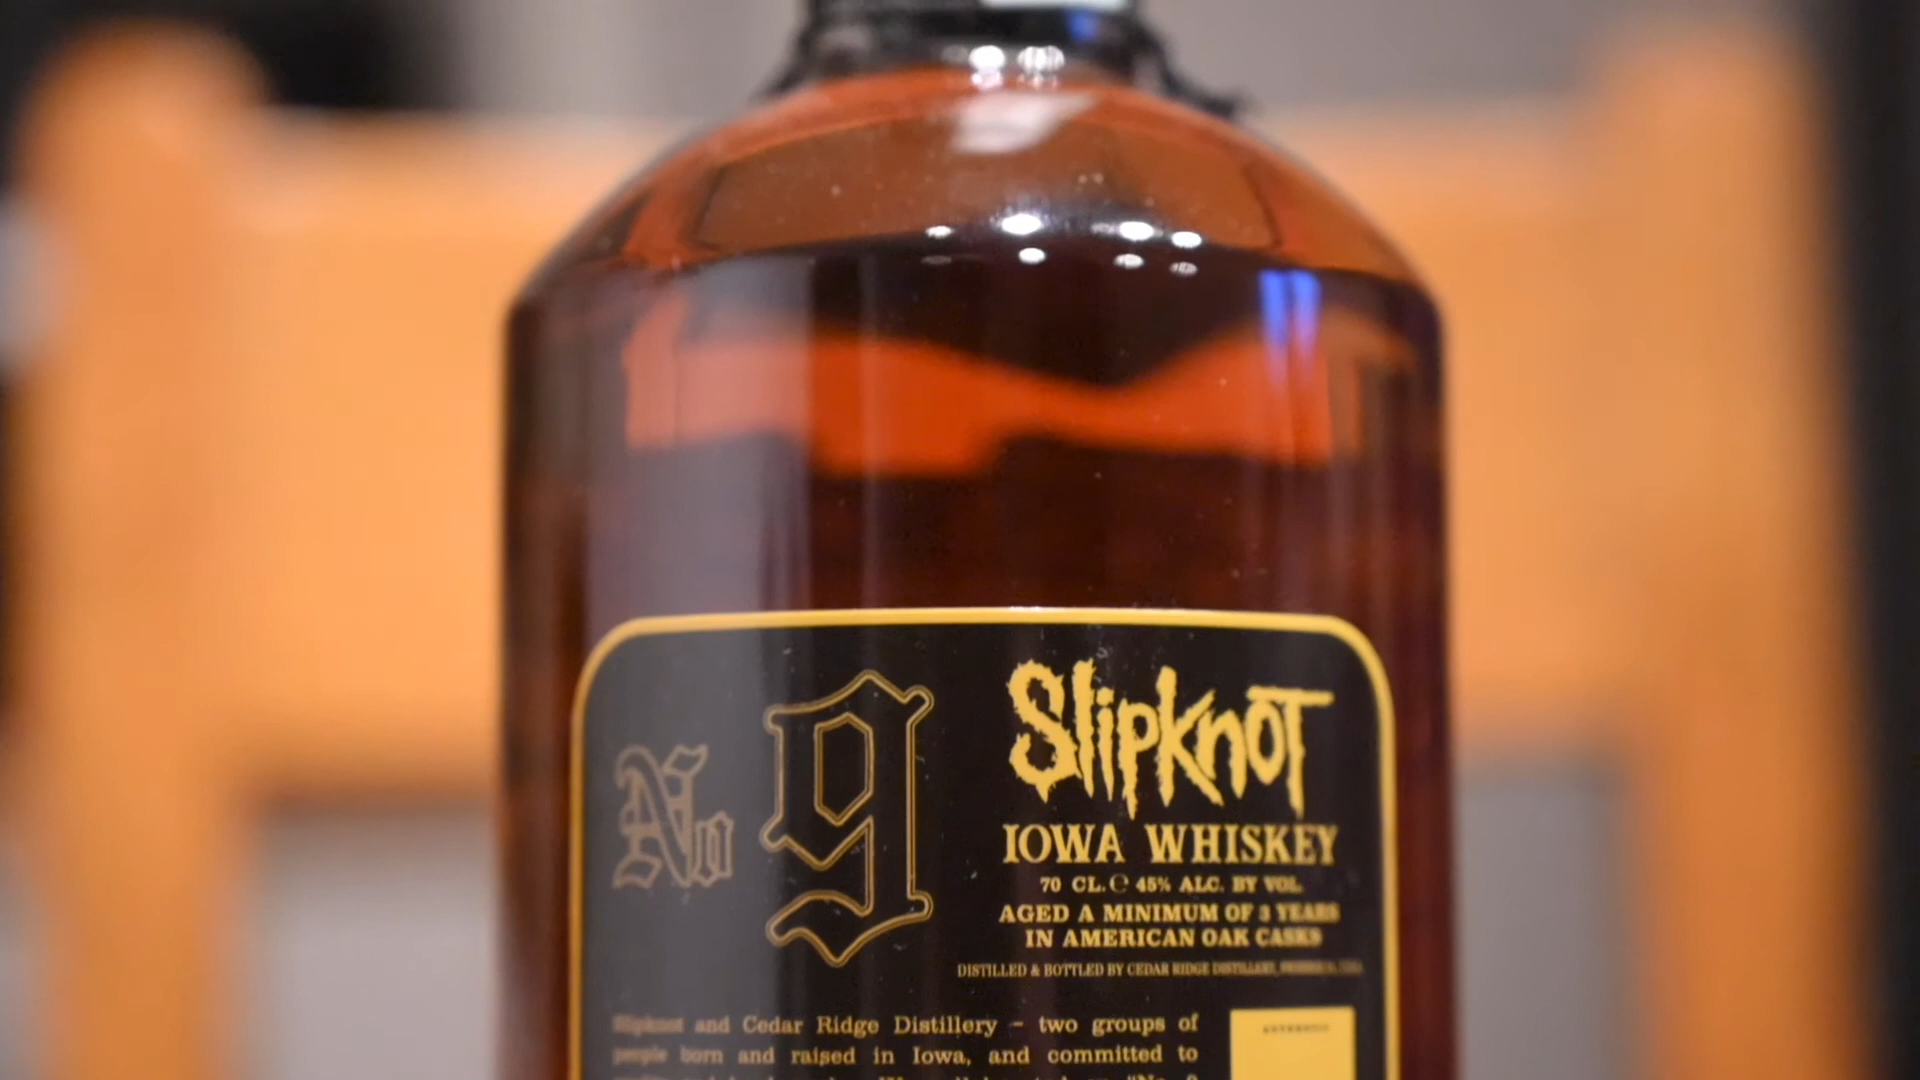 No 9
Slipknot
IOWA WHISKEY
70 CL. ℮ 45% ALC. BY VOL.
AGED A MINIMUM OF 3 YEARS
IN AMERICAN OAK CASKS
DISTILLED & BOTTLED BY CEDAR RIDGE DISTILLERY,
Slipknot and Cedar Ridge Distillery – two groups of
people born and raised in Iowa, and committed to